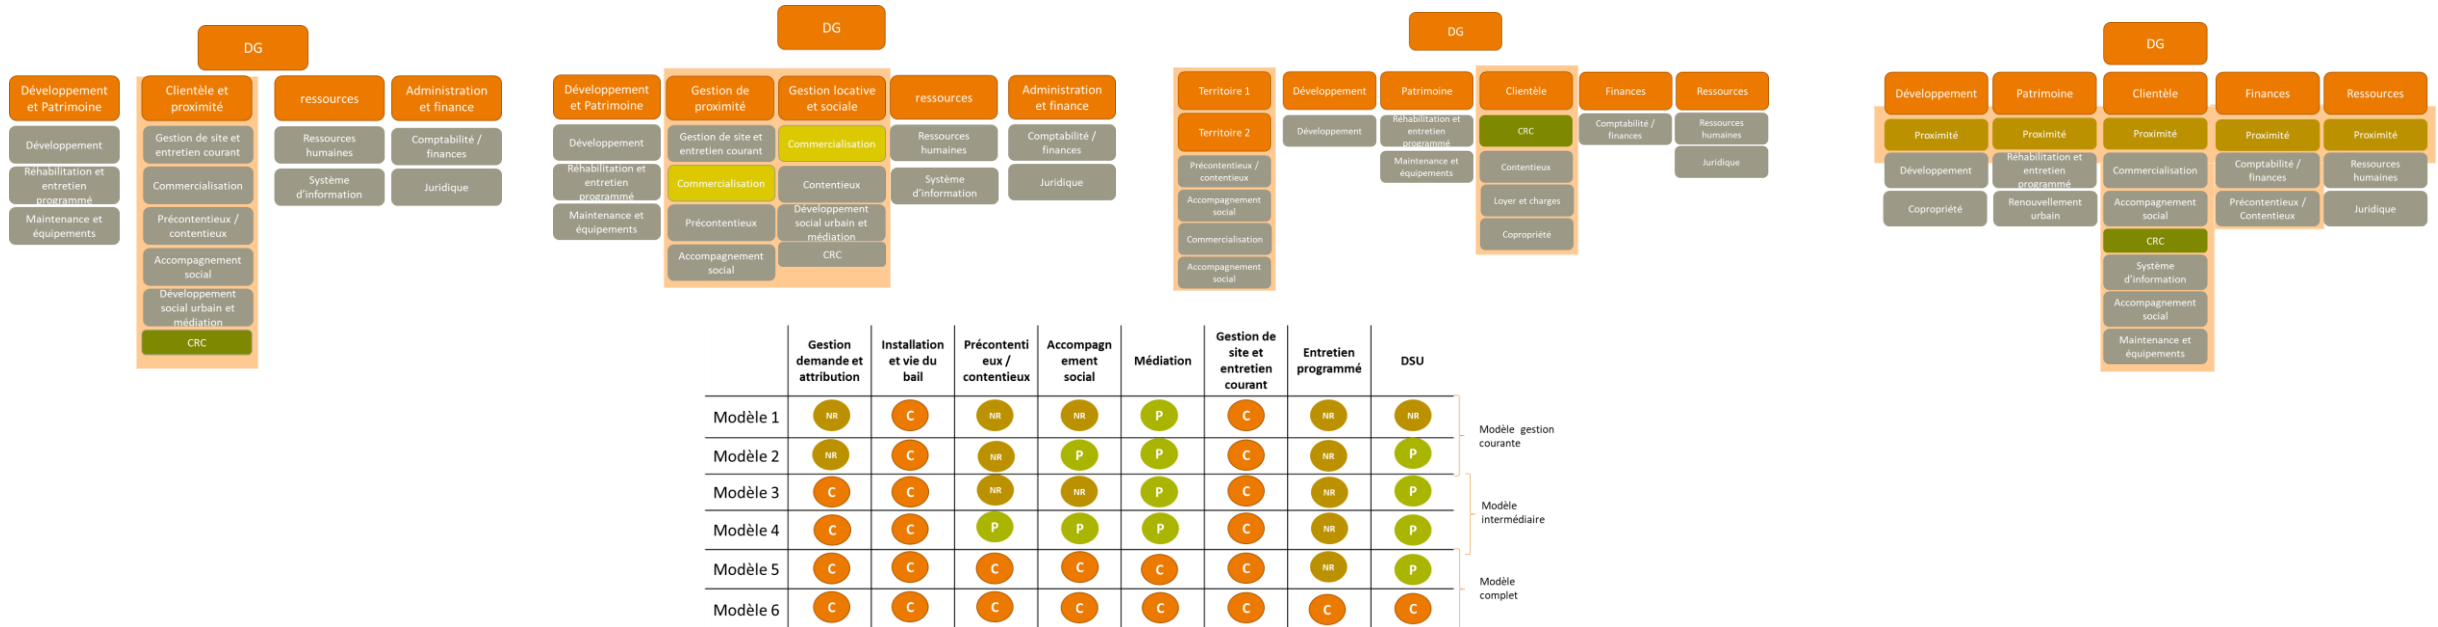 DG
Développement
et Patrimoine
Développement
Réhabilitation et
entretien
programmé
Maintenance et
équipements
Clientèle et
proximité
Gestion de site et
entretien courant
Commercialisation
Précontentieux /
contentieux
Accompagnement
social
Développement
social urbain et
médiation
CRC
ressources
Ressources
humaines
Système
d'information
Administration
et finance
Comptabilité /
finances
Juridique
DG
Développement
et Patrimoine
Développement
Réhabilitation et
entretien
programmé
Maintenance et
équipements
Gestion de
proximité
Gestion de site et
entretien courant
Commercialisation
Précontentieux
Accompagnement
social
Gestion locative
et sociale
Commercialisation
Contentieux
Développement
social urbain et
médiation
CRC
ressources
Ressources
humaines
Système
d'information
Administration
et finance
Comptabilité /
finances
Juridique
DG
Territoire 1
Territoire 2
Précontentieux /
contentieux
Accompagnement
social
Commercialisation
Accompagnement
social
Développement
Développement
Patrimoine
Réhabilitation et
entretien
programmé
Maintenance et
équipements
Clientèle
CRC
Contentieux
Loyer et charges
Copropriété
Finances
Comptabilité /
finances
Ressources
Ressources
humaines
Juridique
DG
Développement
Proximité
Développement
Copropriété
Patrimoine
Proximité
Réhabilitation et
entretien
programmé
Renouvellement
urbain
Clientèle
Proximité
Commercialisation
Accompagnement
social
CRC
Système
d'information
Accompagnement
social
Maintenance et
équipements
Finances
Proximité
Comptabilité /
finances
Précontentieux /
Contentieux
Ressources
Proximité
Ressources
humaines
Juridique
Gestion
demande et
attribution
Installation
et vie du
bail
Précontenti
eux /
contentieux
Accompagn
ement
social
Médiation
Gestion de
site et
entretien
courant
Entretien
programmé
DSU
Modèle 1 NR C NR NR P C NR NR
Modèle 2 NR C NR P P C NR P
Modèle 3 C C NR NR P C NR P
Modèle 4 C C P P P C NR P
Modèle 5 C C C C C C NR P
Modèle 6 C C C C C C C C
Modèle gestion
courante
Modèle
intermédiaire
Modèle
complet